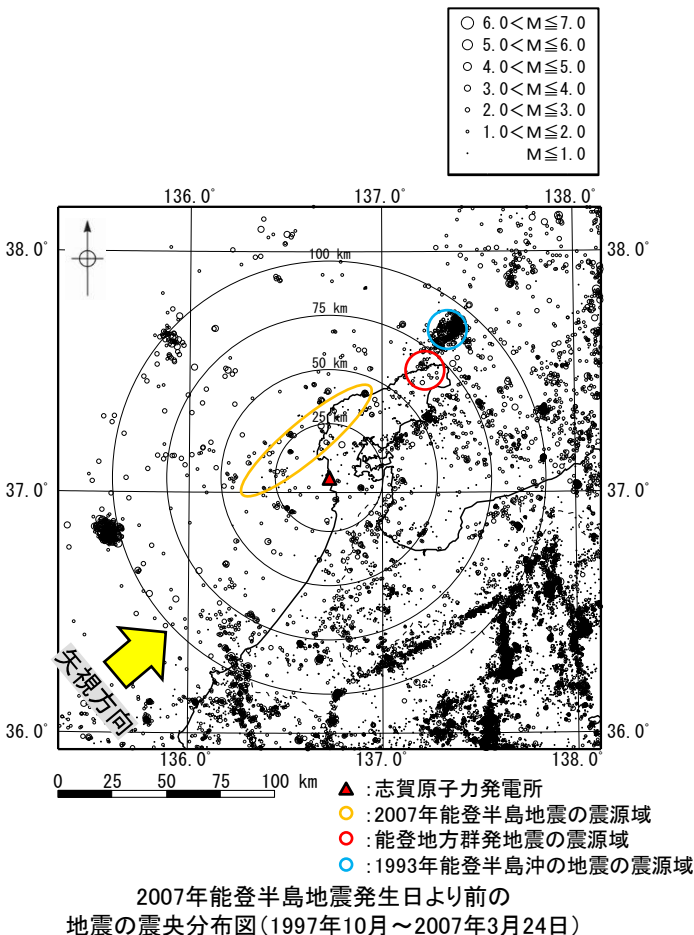 6.0<M≦7.0
5.0<M≦6.0
4.0<M≦5.0
3.0<M≦4.0
2.0<M≦3.0
1.0<M≦2.0
M≦1.0
136.0ﾟ 137.0ﾟ 138.0ﾟ
38.0ﾟ 38.0ﾟ
100 km
75 km
50 km
25 km
37.0ﾟ 37.0ﾟ
矢視方向
36.0ﾟ 36.0ﾟ
136.0ﾟ 137.0ﾟ 138.0ﾟ
0 25 50 75 100 km
:志賀原子力発電所
:2007年能登半島地震の震源域
:能登地方群発地震の震源域
:1993年能登半島沖の地震の震源域
2007年能登半島地震発生日より前の
地震の震央分布図(1997年10月～2007年3月24日)